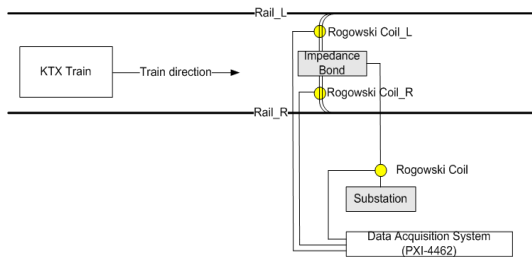 Rail_L
Rogowski Coil_L
KTX Train
Train direction
Impedance
Bond
Rogowski Coil_R
Rail_R
Rogowski Coil
Substation
Data Acquisition System
(PXI-4462)